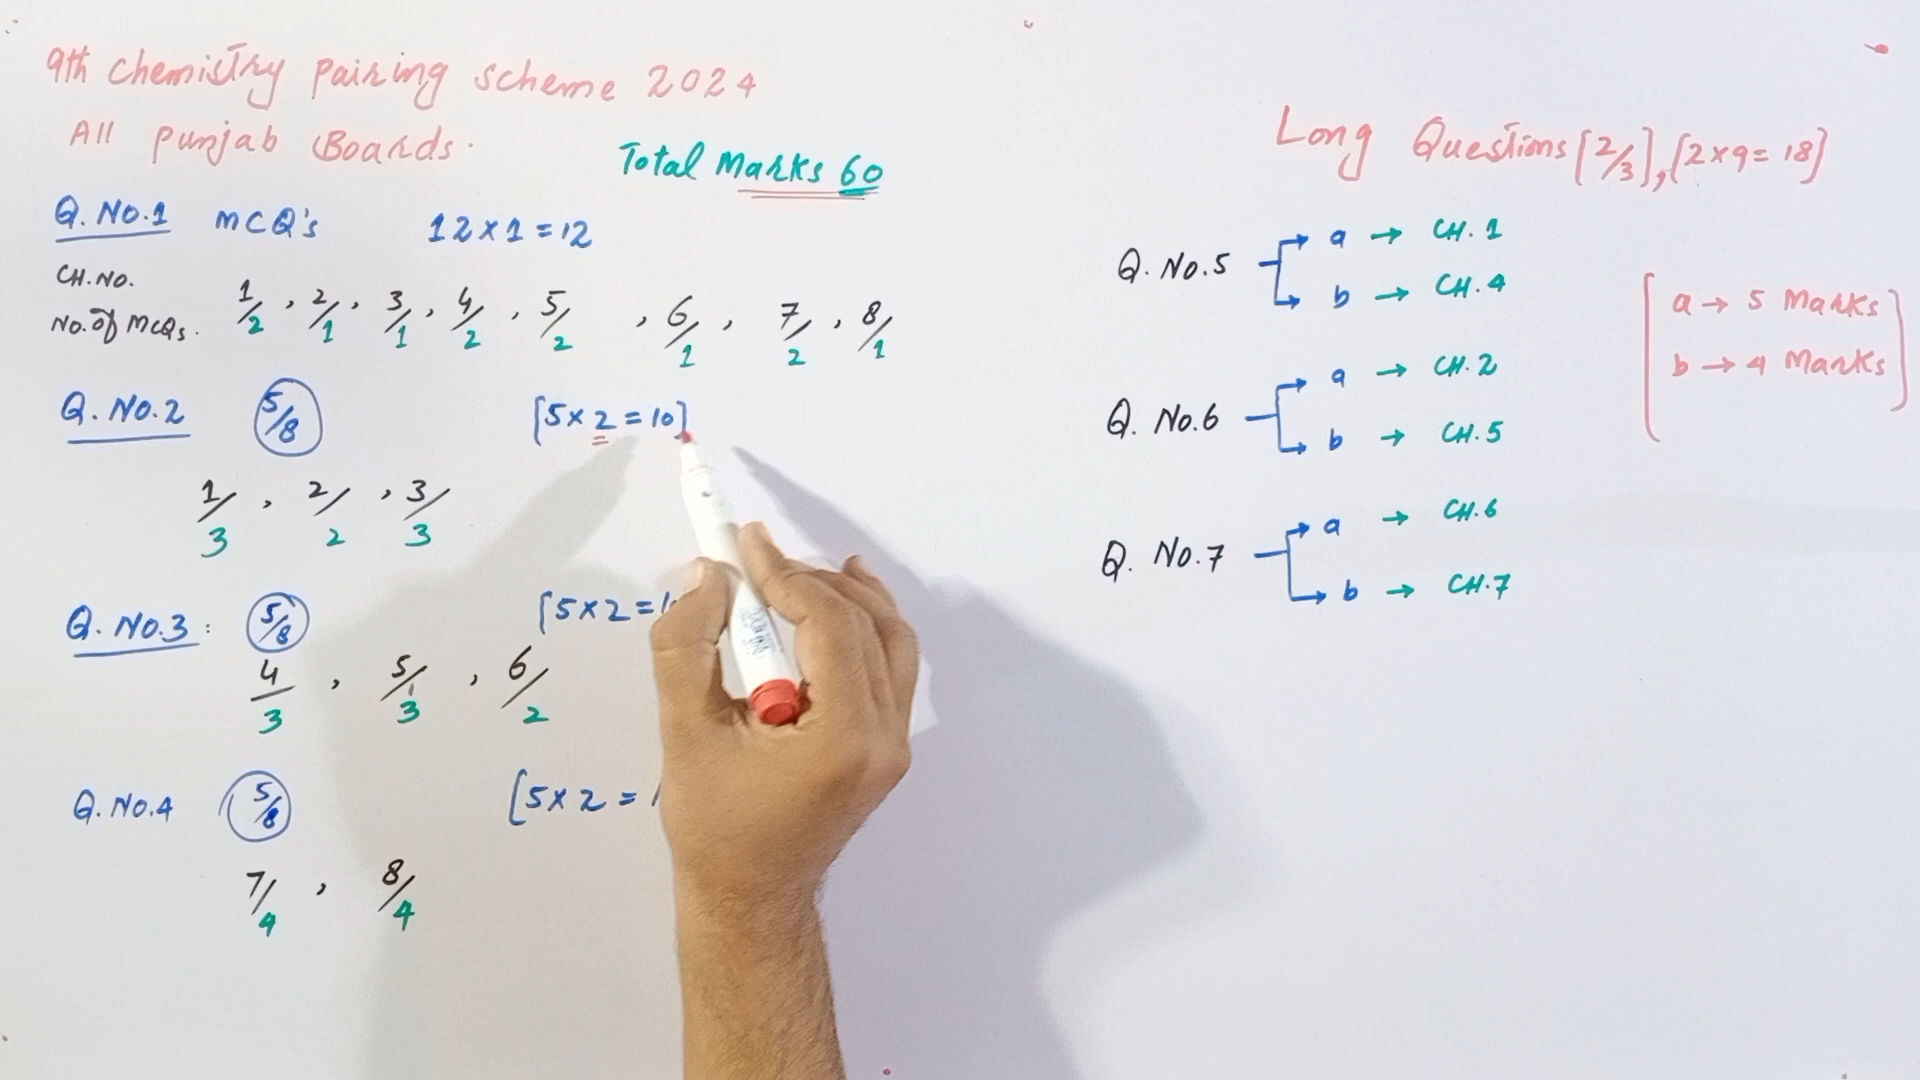 9th Chemistry Pairing scheme 2024
All Punjab Boards.
Total Marks 60
Q. No.1 MCQ's 12×1=12
CH.NO. 1 , 2 , 3 , 4 , 5 , 6 , 7 , 8
No. of MCQs. 2 1 1 2 2 1 2 1
Q. No.2 5/8 [5×2=10]
1/3 , 2/2 , 3/3
Q. No.3 : 5/8 [5×2=1
4/3 , 5/3 , 6/2
Q. No.4 5/8 [5×2=
7/4 , 8/4
Long Questions [2/3], [2×9=18]
Q. No.5 a → CH. 1
b → CH. 4
Q. No.6 a → CH. 2
b → CH. 5
Q. No.7 a → CH.6
b → CH.7
a → 5 Marks
b → 4 Marks